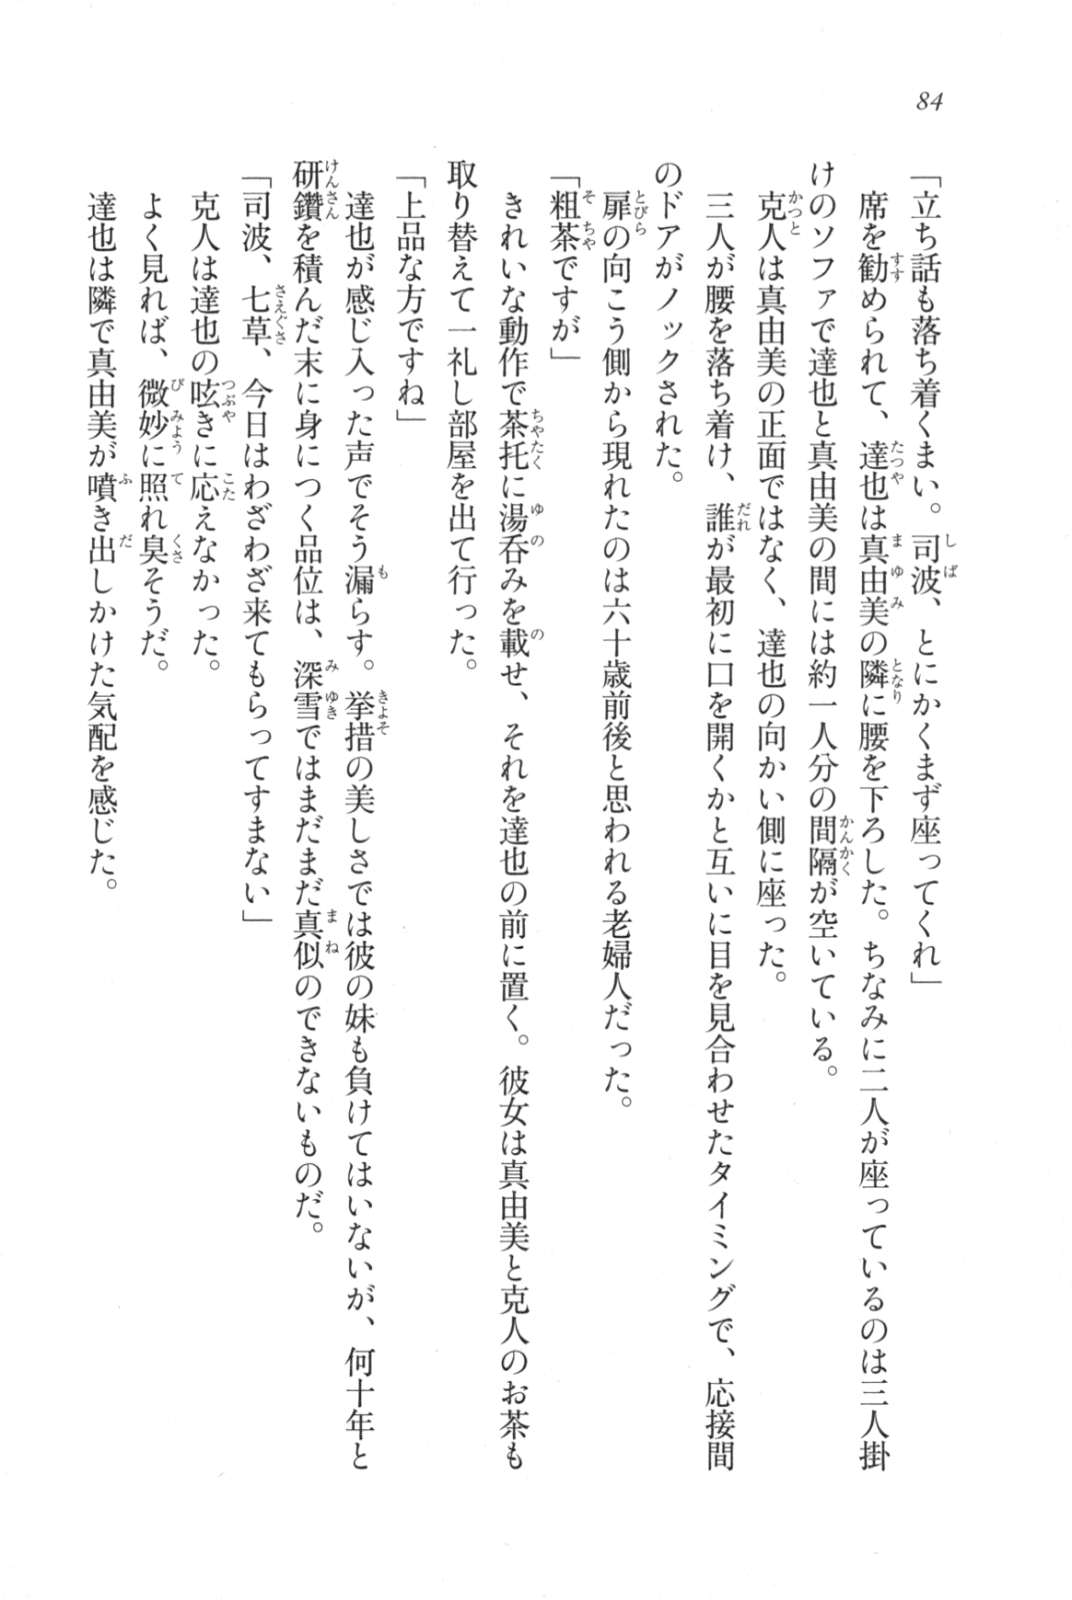 84
「立ち話も落ち着くまい。司波、とにかくまず座ってくれ」
席を勧められて、達也は真由美の隣に腰を下ろした。ちなみに二人が座っているのは三人掛
けのソファで達也と真由美の間には約一人分の間隔が空いている。
克人は真由美の正面ではなく、達也の向かい側に座った。
三人が腰を落ち着け、誰が最初に口を開くかと互いに目を見合わせたタイミングで、応接間
のドアがノックされた。
扉の向こう側から現れたのは六十歳前後と思われる老婦人だった。
「粗茶ですが」
きれいな動作で茶托に湯呑みを載せ、それを達也の前に置く。彼女は真由美と克人のお茶も
取り替えて一礼し部屋を出て行った。
「上品な方ですね」
達也が感じ入った声でそう漏らす。挙措の美しさでは彼の妹も負けてはいないが、何十年と
研鑽を積んだ末に身につく品位は、深雪ではまだまだ真似のできないものだ。
「司波、七草、今日はわざわざ来てもらってすまない」
克人は達也の呟きに応えなかった。
よく見れば、微妙に照れ臭そうだ。
達也は隣で真由美が噴き出しかけた気配を感じた。